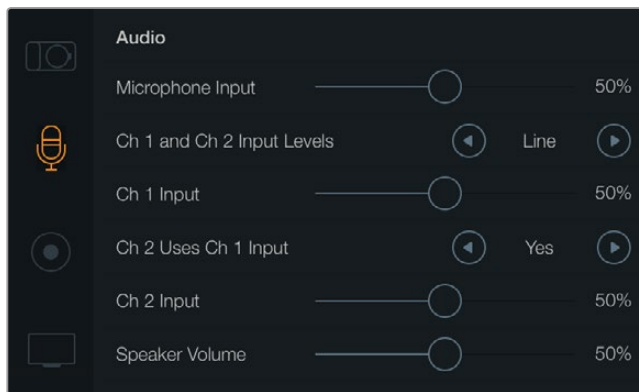 Audio
Microphone Input 50%
Ch 1 and Ch 2 Input Levels Line
Ch 1 Input 50%
Ch 2 Uses Ch 1 Input Yes
Ch 2 Input 50%
Speaker Volume 50%